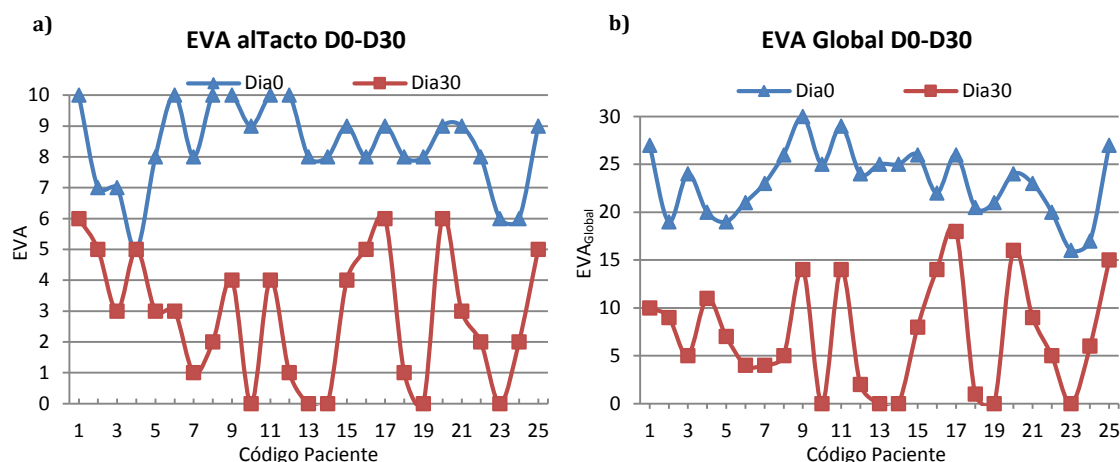 a)
EVA alTacto D0-D30
Dia0 Dia30
10
9
8
7
6
5
4
3
2
1
0
EVA
1 3 5 7 9 11 13 15 17 19 21 23 25
Código Paciente
b)
EVA Global D0-D30
Dia0 Dia30
30
25
20
15
10
5
0
EVAGlobal
1 3 5 7 9 11 13 15 17 19 21 23 25
Código Paciente